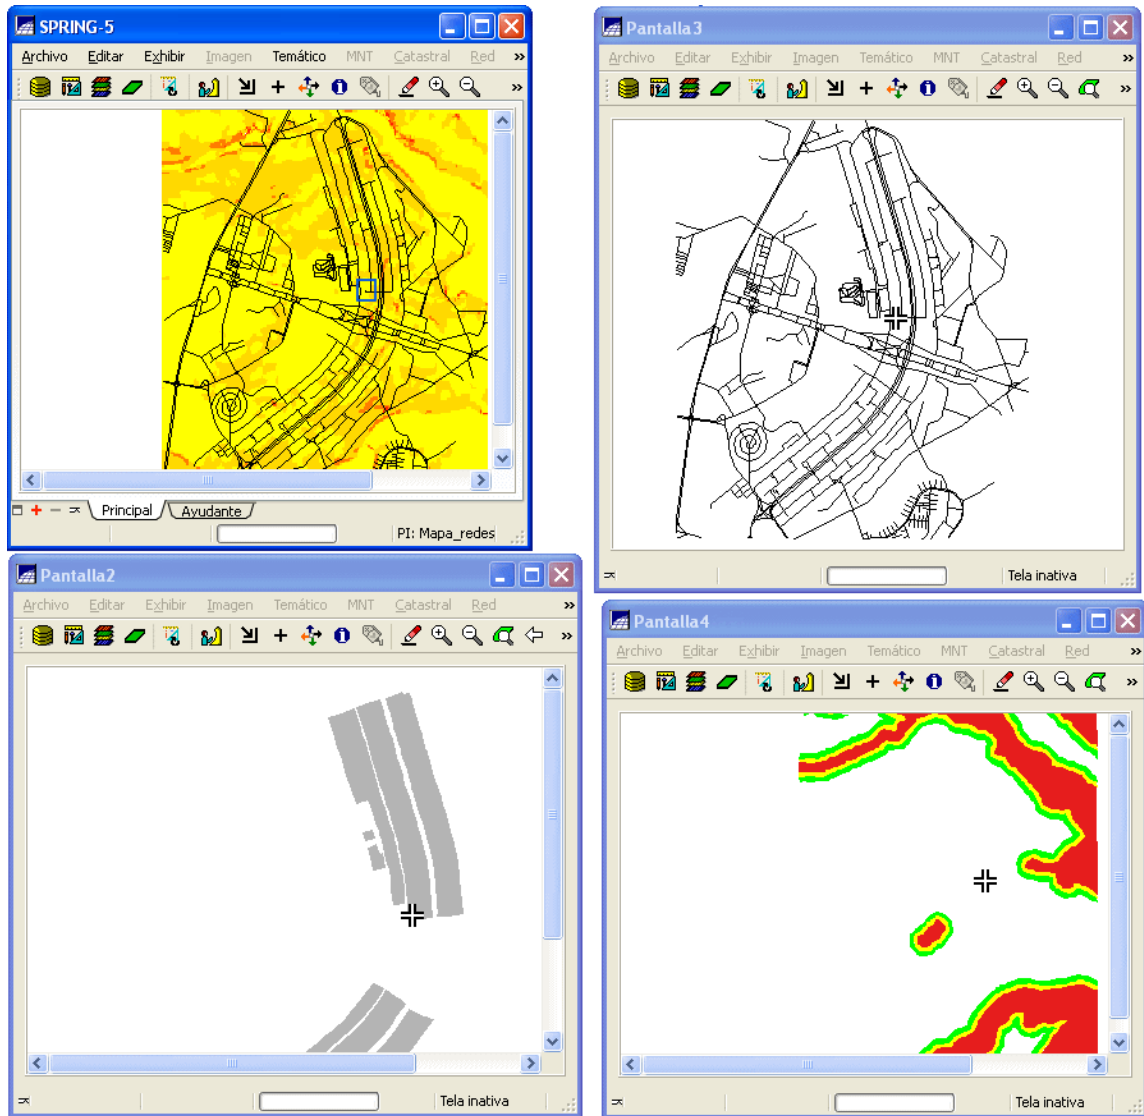 SPRING-5
Archivo Editar Exhibir Imagen Temático MNT Catastral Red »
»
Principal Ayudante
PI: Mapa_redes
Pantalla3
Archivo Editar Exhibir Imagen Temático MNT Catastral Red »
»
Tela inativa
Pantalla2
Archivo Editar Exhibir Imagen Temático MNT Catastral Red »
»
Tela inativa
Pantalla4
Archivo Editar Exhibir Imagen Temático MNT Catastral Red »
»
Tela inativa